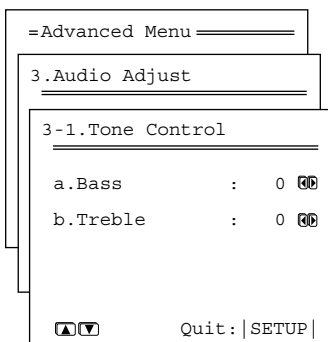 =Advanced Menu
3.Audio Adjust
3-1.Tone Control
a.Bass : 0
b.Treble : 0
Quit:|SETUP|